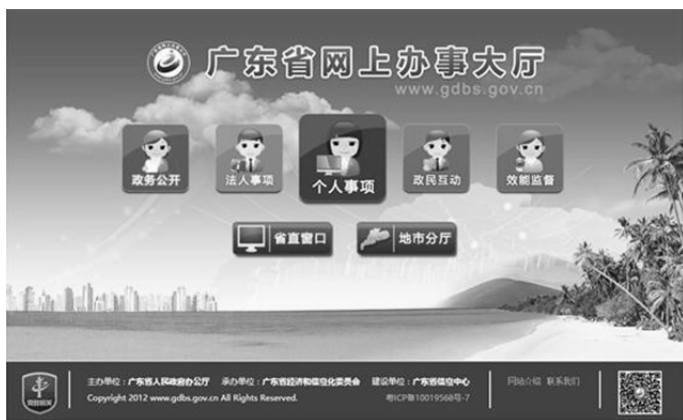 广东省网上办事大厅
www.gdbs.gov.cn
政务公开
法人事项
个人事项
政民互动
效能监督
省直窗口
地市分厅
主办单位：广东省人民政府办公厅 承办单位：广东省经济和信息化委员会 建设单位：广东省信息中心
网站介绍 联系我们
Copyright 2012 www.gdbs.gov.cn All Rights Reserved. 粤ICP备10019568号-7
党政机关